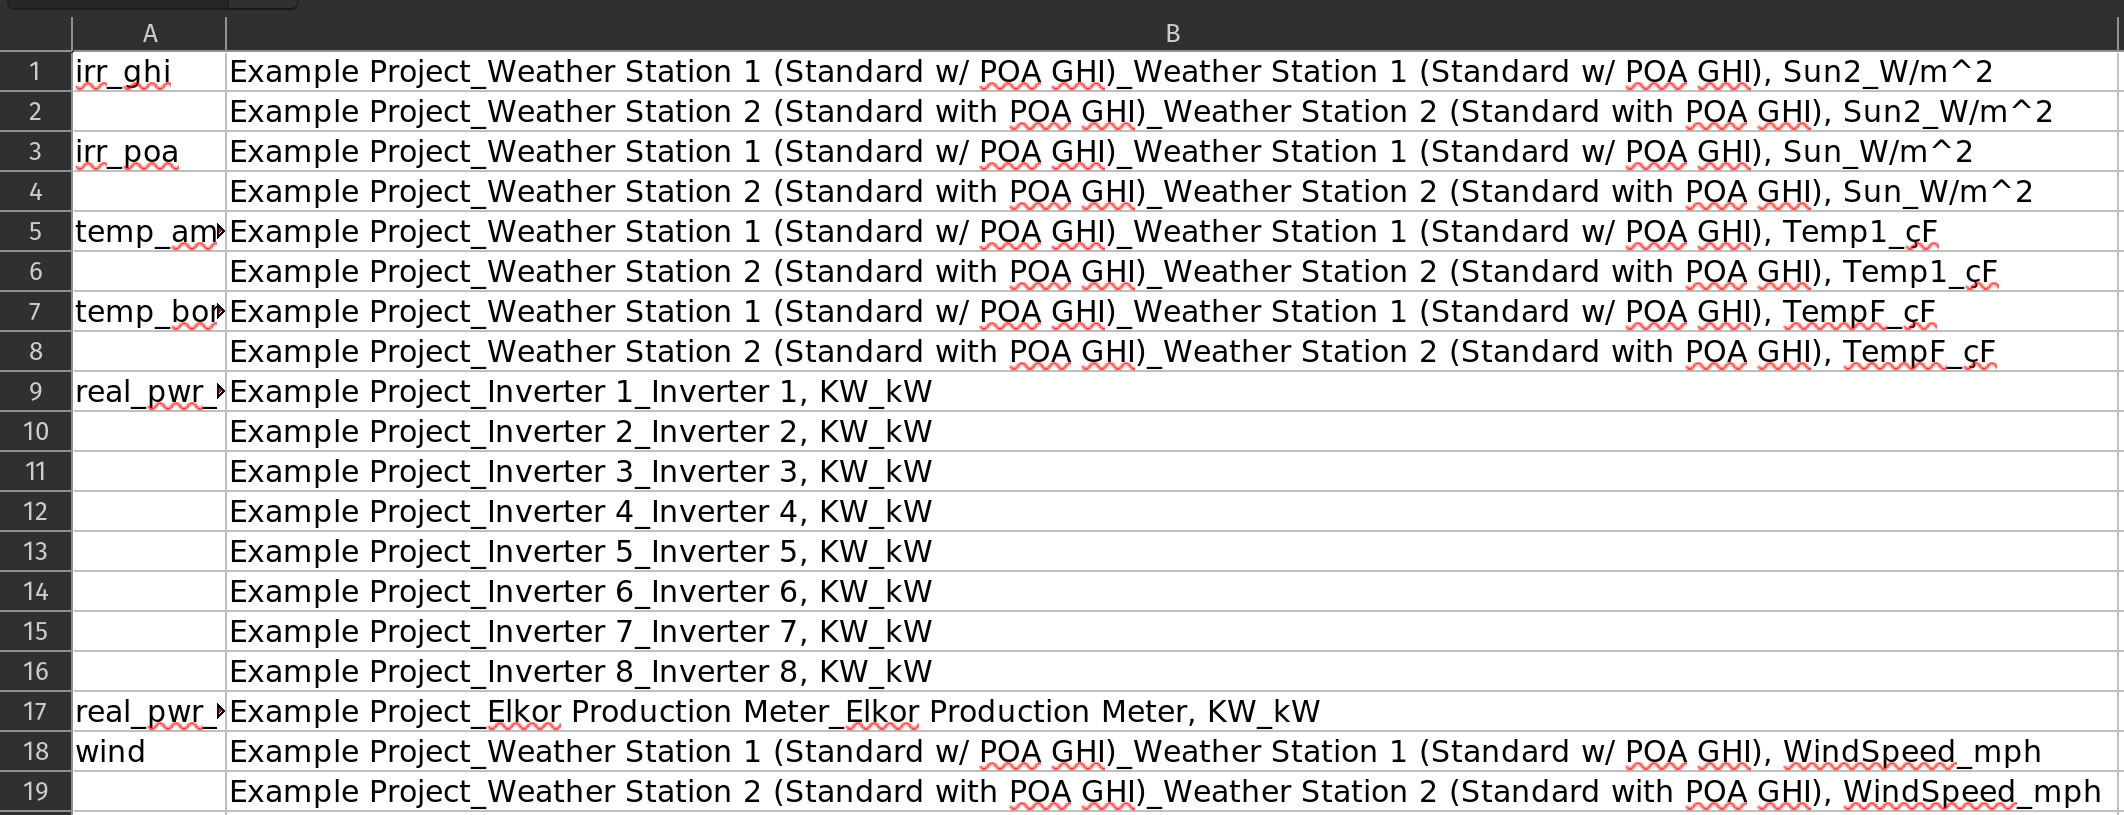 A B
1 irr_ghi Example Project_Weather Station 1 (Standard w/ POA GHI)_Weather Station 1 (Standard w/ POA GHI), Sun2_W/m^2
2 Example Project_Weather Station 2 (Standard with POA GHI)_Weather Station 2 (Standard with POA GHI), Sun2_W/m^2
3 irr_poa Example Project_Weather Station 1 (Standard w/ POA GHI)_Weather Station 1 (Standard w/ POA GHI), Sun_W/m^2
4 Example Project_Weather Station 2 (Standard with POA GHI)_Weather Station 2 (Standard with POA GHI), Sun_W/m^2
5 temp_am Example Project_Weather Station 1 (Standard w/ POA GHI)_Weather Station 1 (Standard w/ POA GHI), Temp1_çF
6 Example Project_Weather Station 2 (Standard with POA GHI)_Weather Station 2 (Standard with POA GHI), Temp1_çF
7 temp_bom Example Project_Weather Station 1 (Standard w/ POA GHI)_Weather Station 1 (Standard w/ POA GHI), TempF_çF
8 Example Project_Weather Station 2 (Standard with POA GHI)_Weather Station 2 (Standard with POA GHI), TempF_çF
9 real_pwr_ Example Project_Inverter 1_Inverter 1, KW_kW
10 Example Project_Inverter 2_Inverter 2, KW_kW
11 Example Project_Inverter 3_Inverter 3, KW_kW
12 Example Project_Inverter 4_Inverter 4, KW_kW
13 Example Project_Inverter 5_Inverter 5, KW_kW
14 Example Project_Inverter 6_Inverter 6, KW_kW
15 Example Project_Inverter 7_Inverter 7, KW_kW
16 Example Project_Inverter 8_Inverter 8, KW_kW
17 real_pwr_ Example Project_Elkor Production Meter_Elkor Production Meter, KW_kW
18 wind Example Project_Weather Station 1 (Standard w/ POA GHI)_Weather Station 1 (Standard w/ POA GHI), WindSpeed_mph
19 Example Project_Weather Station 2 (Standard with POA GHI)_Weather Station 2 (Standard with POA GHI), WindSpeed_mph